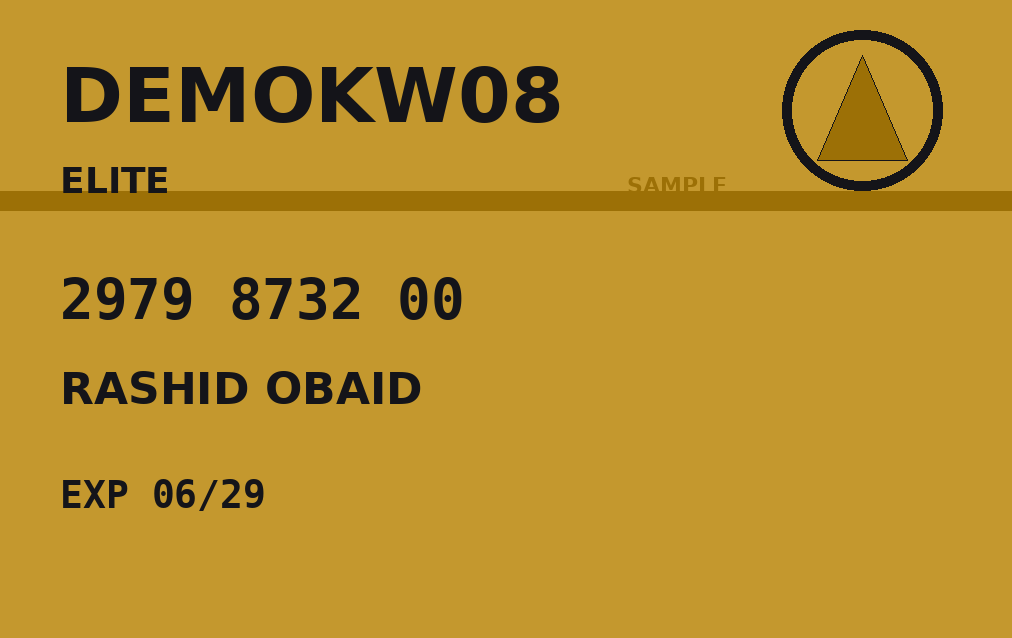 DEMOKW08
ELITE
SAMPLE
2979 8732 00
RASHID OBAID
EXP 06/29